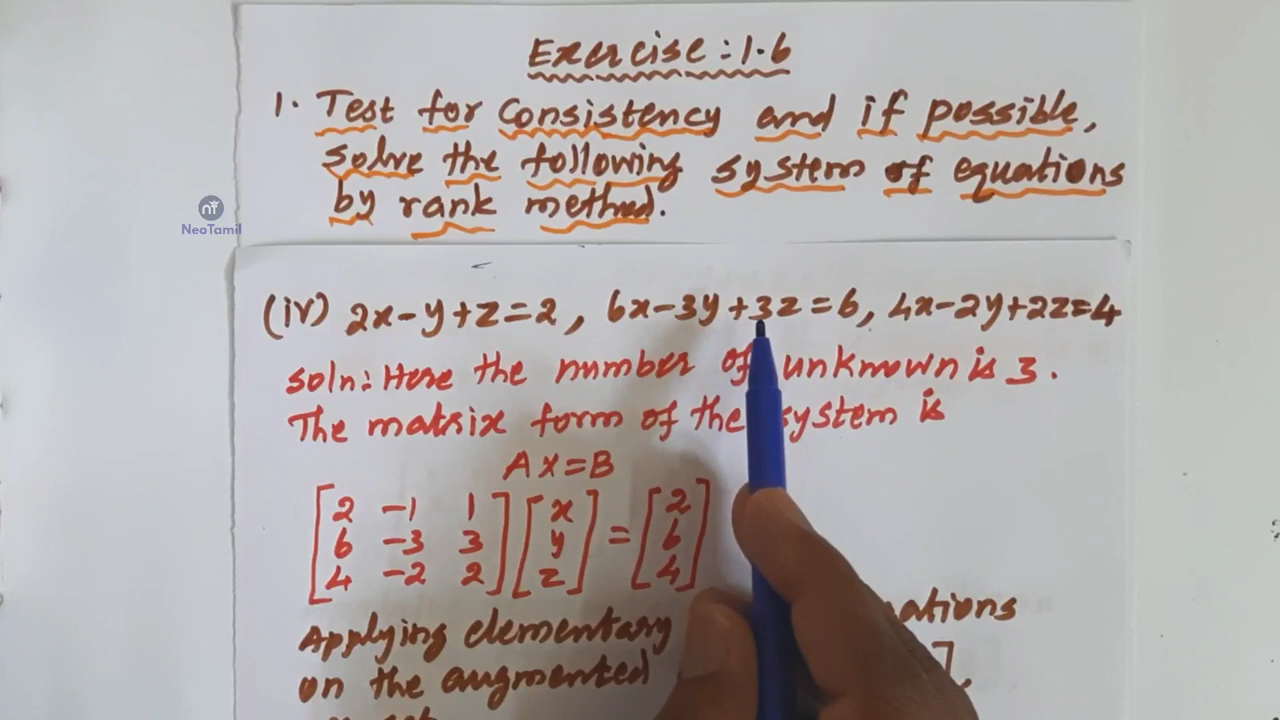 Exercise: 1.6
1. Test for consistency and if possible,
solve the following system of equations
by rank method.
NeoTamil
(iv) 2x-y+z=2, 6x-3y+3z=6, 4x-2y+2z=4
soln: Here the number of unknown is 3.
The matrix form of the system is
AX=B
[2 -1 1] [x] = [2]
[6 -3 3] [y] = [6]
[4 -2 2] [z] = [4]
Applying elementary
on the augmented